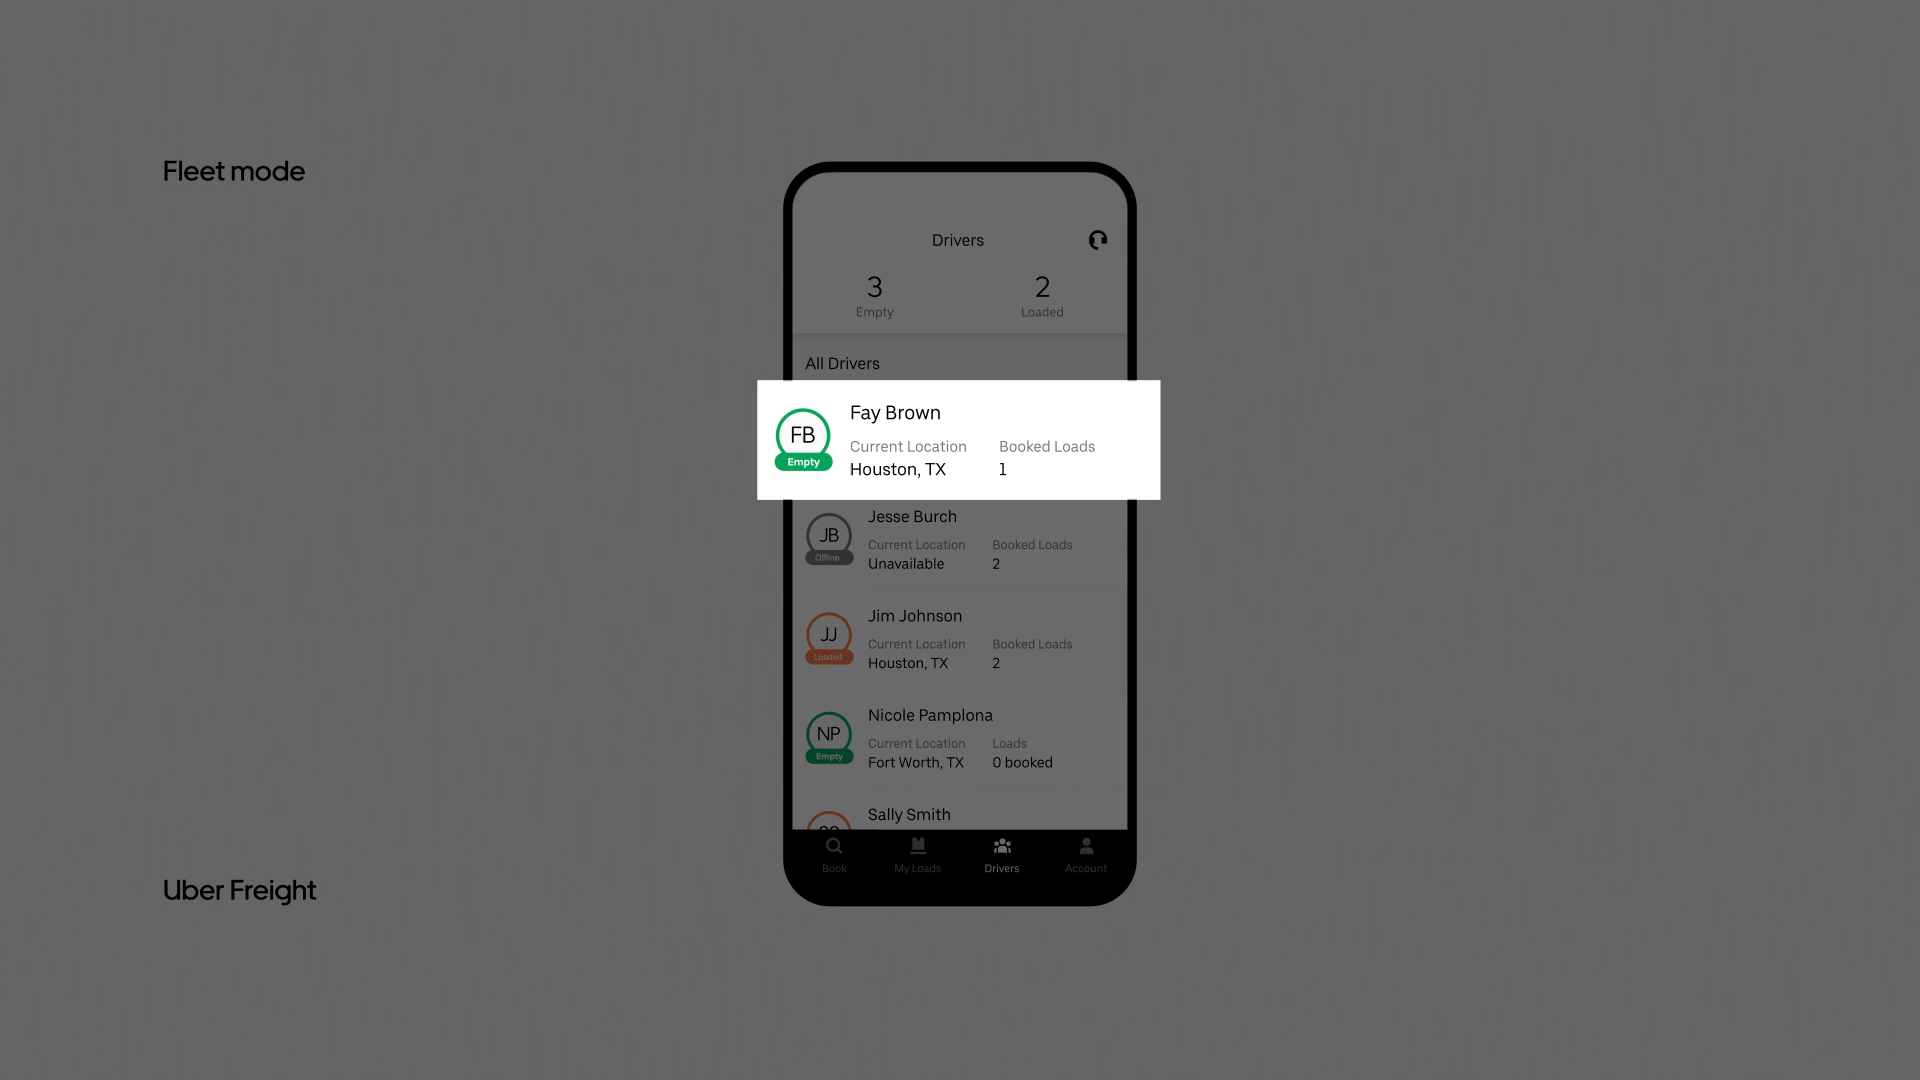 Fleet mode
Drivers
3
2
Empty
Loaded
All Drivers
FB
Empty
Fay Brown
Current Location
Booked Loads
Houston, TX
1
JB
Offline
Jesse Burch
Current Location
Booked Loads
Unavailable
2
JJ
Loaded
Jim Johnson
Current Location
Booked Loads
Houston, TX
2
NP
Empty
Nicole Pamplona
Current Location
Loads
Fort Worth, TX
0 booked
Sally Smith
Book
My Loads
Drivers
Account
Uber Freight